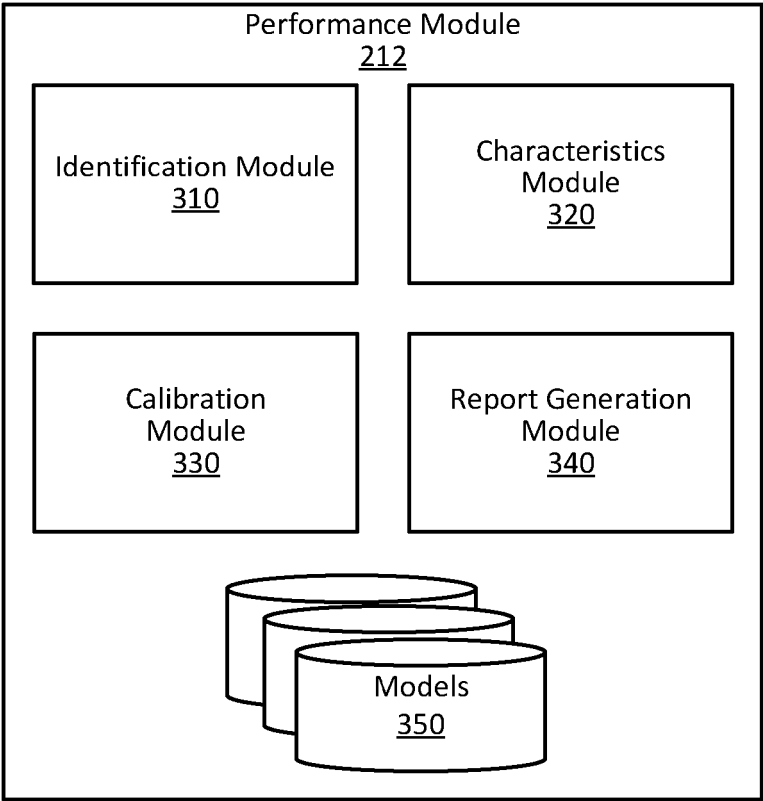 Performance Module
212
Identification Module
310
Characteristics
Module
320
Calibration
Module
330
Report Generation
Module
340
Models
350